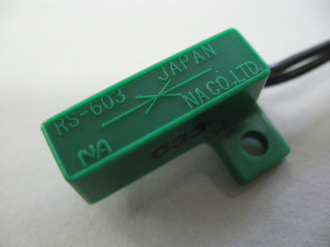 RS-603
JAPAN
NA CO.,LTD.
NA